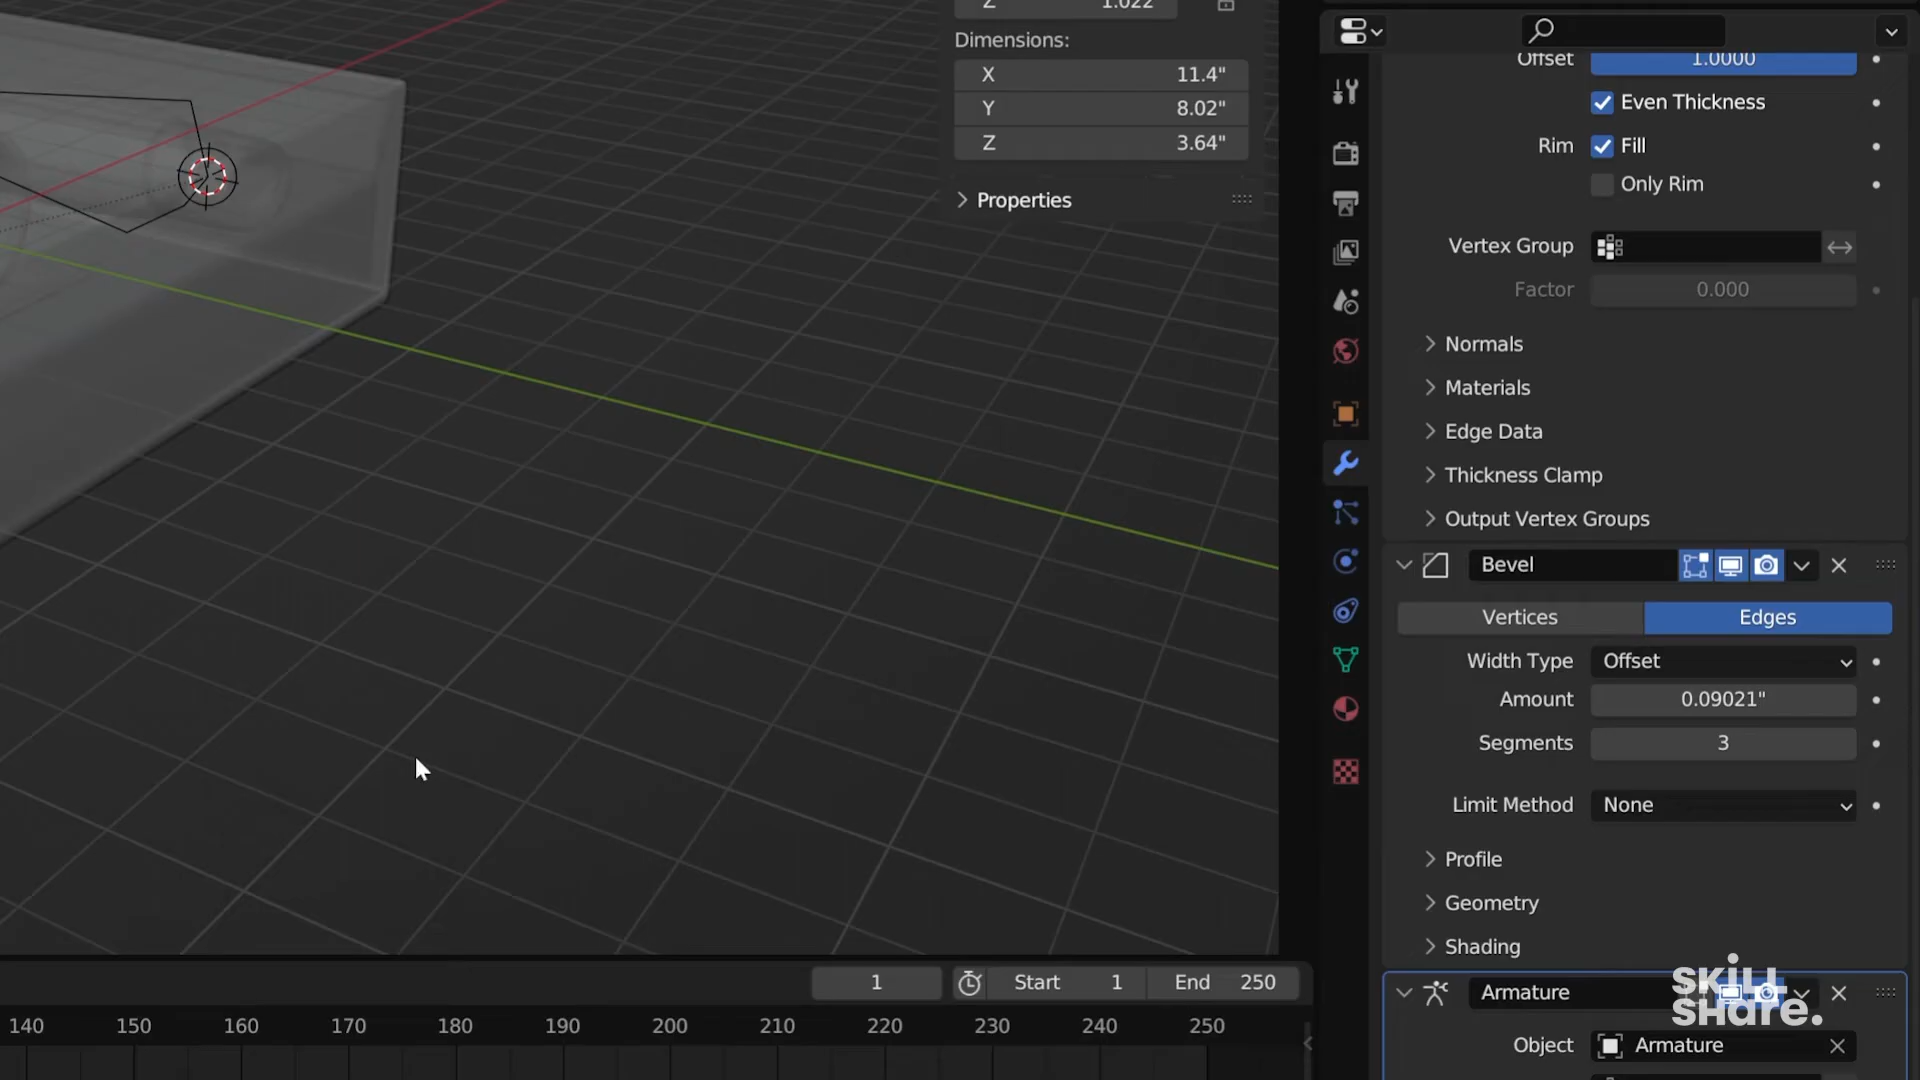 Z 1.022
Dimensions:
X 11.4"
Y 8.02"
Z 3.64"
Properties
Offset 1.0000
Even Thickness
Rim Fill
Only Rim
Vertex Group
Factor 0.000
Normals
Materials
Edge Data
Thickness Clamp
Output Vertex Groups
Bevel
Vertices Edges
Width Type Offset
Amount 0.09021"
Segments 3
Limit Method None
Profile
Geometry
Shading
Armature
Object Armature
1 Start 1 End 250
140 150 160 170 180 190 200 210 220 230 240 250
SKiLL
SHare.